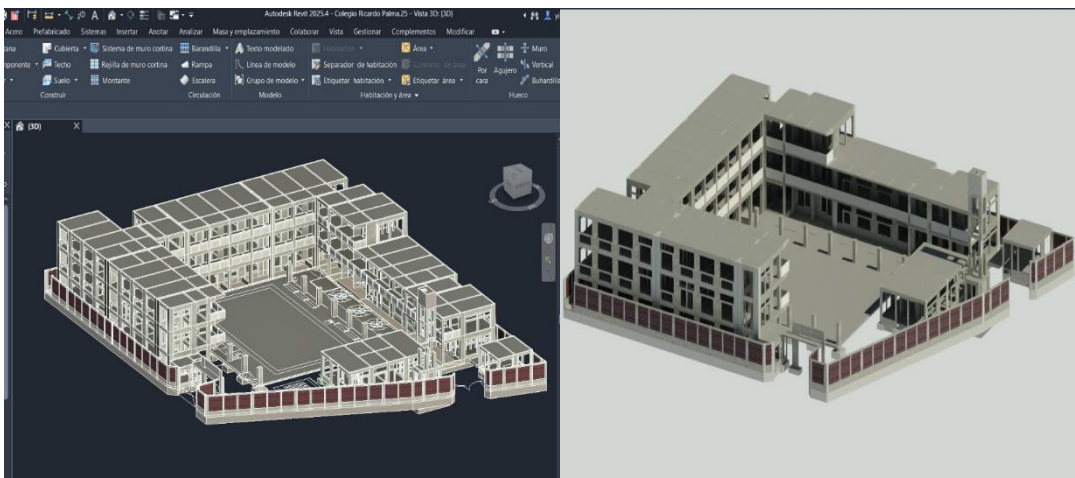 Autodesk Revit 2025.4 - Colegio Ricardo Palma.25 - Vista 3D: {3D}
Acero Prefabricado Sistemas Insertar Anotar Analizar Masa y emplazamiento Colaborar Vista Gestionar Complementos Modificar
Cubierta Sistema de muro cortina Barandilla Texto modelado Habitación Área Muro
Techo Rejilla de muro cortina Rampa Línea de modelo Separador de habitación Vertical
Suelo Montante Escalera Grupo de modelo Etiquetar habitación Etiquetar área Por cara Agujero Buhardilla
Construir Circulación Modelo Habitación y área Hueco
{3D} X